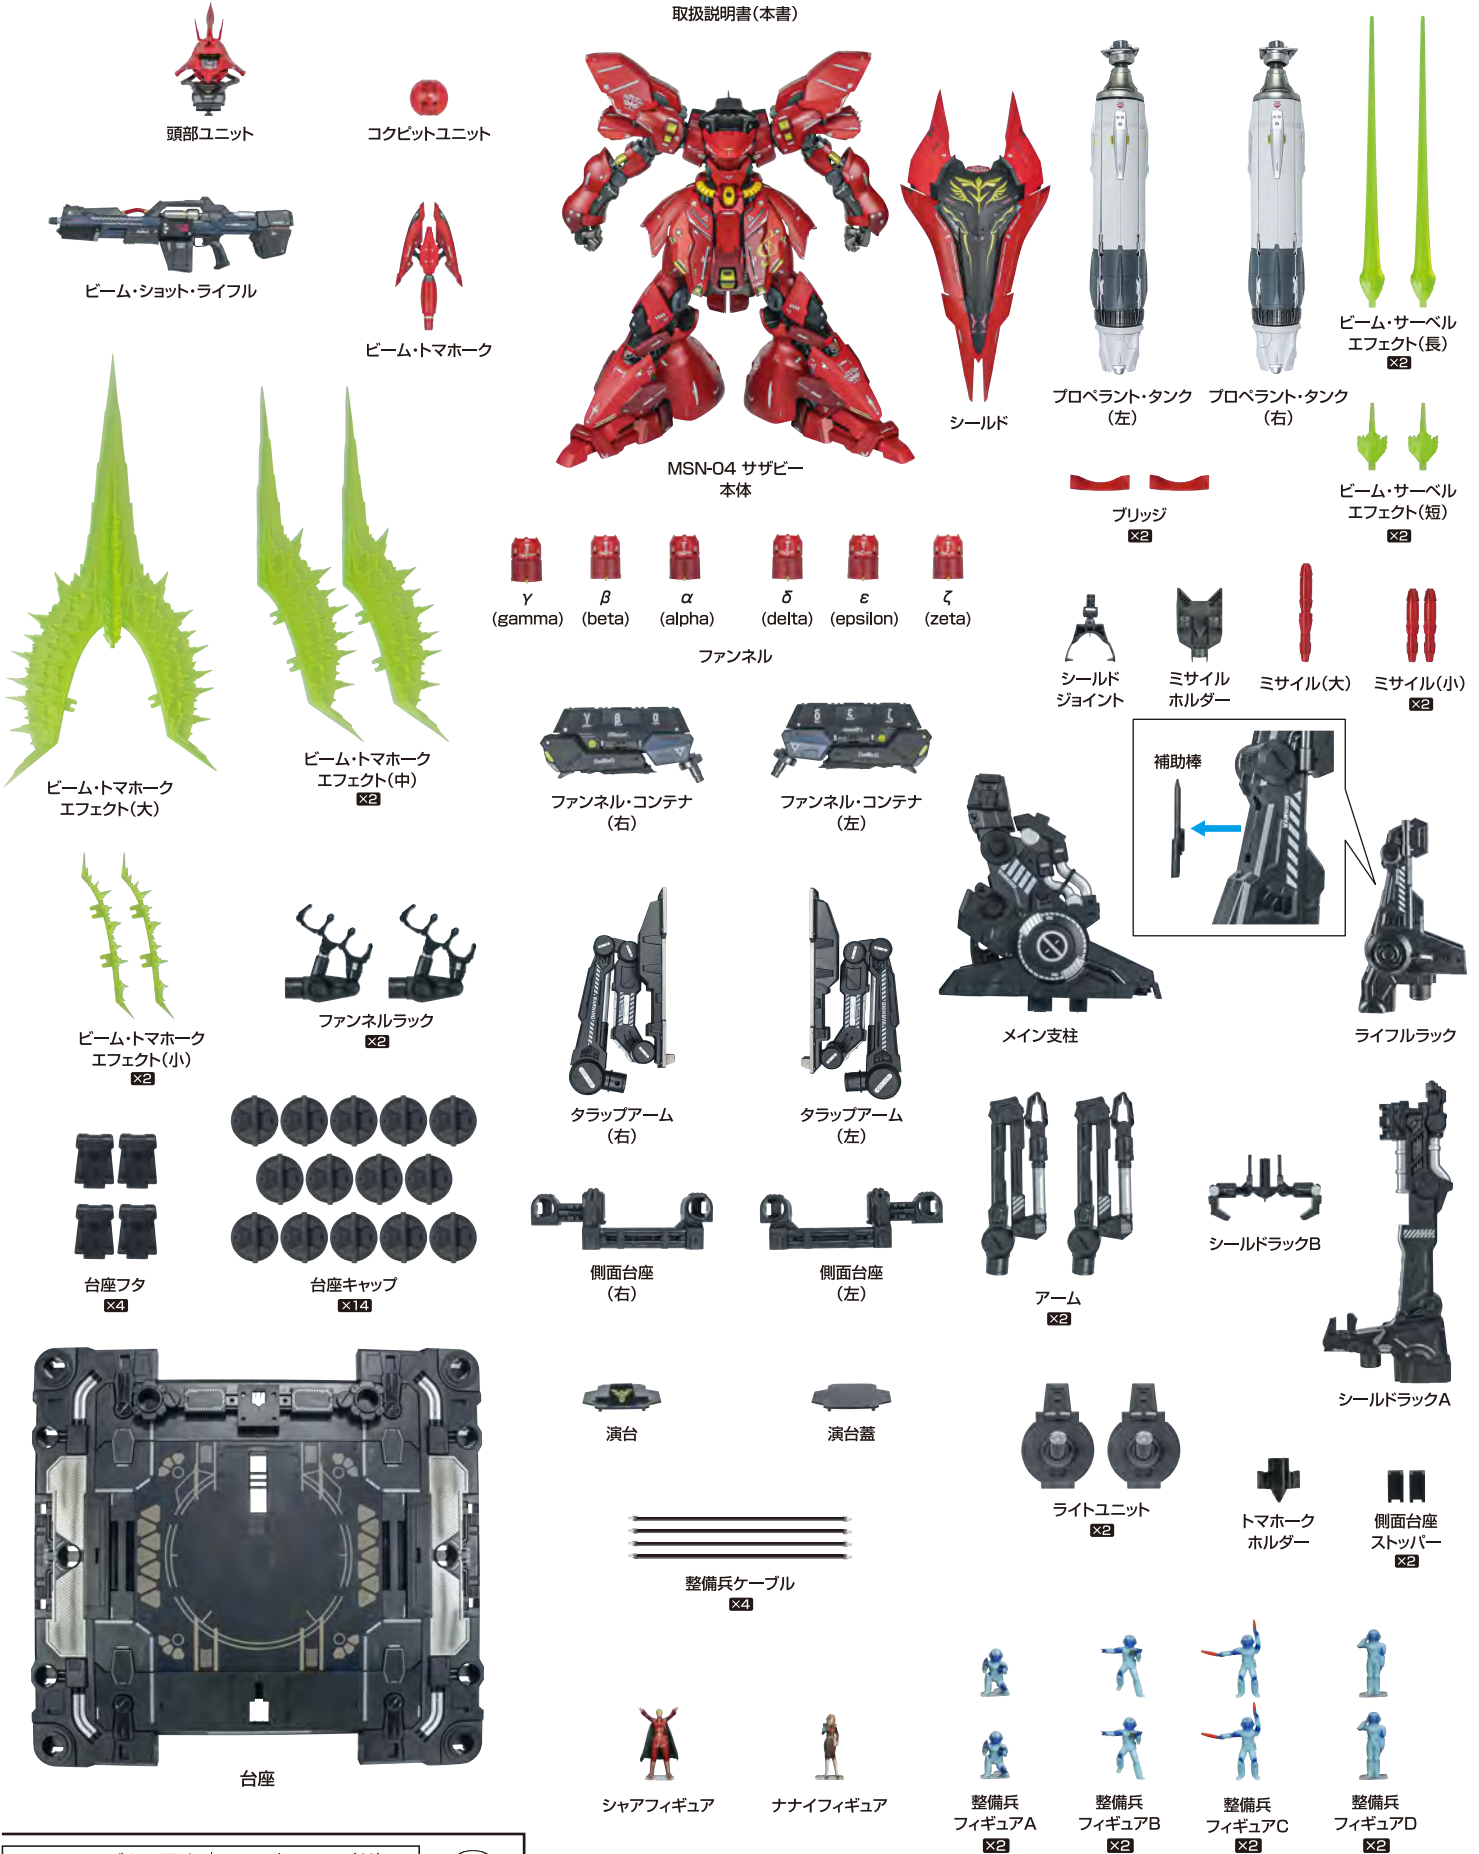 取扱説明書(本書)
頭部ユニット
コクピットユニット
ビーム・ショット・ライフル
ビーム・トマホーク
MSN-04 サザビー
本体
シールド
プロペラント・タンク
(左)
プロペラント・タンク
(右)
ビーム・サーベル
エフェクト(長)
×2
ビーム・サーベル
エフェクト(短)
×2
ブリッジ
×2
ビーム・トマホーク
エフェクト(大)
ビーム・トマホーク
エフェクト(中)
×2
γ
(gamma)
β
(beta)
α
(alpha)
δ
(delta)
ε
(epsilon)
ζ
(zeta)
ファンネル
シールド
ジョイント
ミサイル
ホルダー
ミサイル(大)
ミサイル(小)
×2
γ β α
ファンネル・コンテナ
(右)
δ ε ζ
ファンネル・コンテナ
(左)
補助棒
ビーム・トマホーク
エフェクト(小)
×2
ファンネルラック
×2
タラップアーム
(右)
タラップアーム
(左)
メイン支柱
ライフルラック
台座フタ
×4
台座キャップ
×14
側面台座
(右)
側面台座
(左)
アーム
×2
シールドラックB
シールドラックA
演台
演台蓋
ライトユニット
×2
トマホーク
ホルダー
側面台座
ストッパー
×2
整備兵ケーブル
×4
台座
シャアフィギュア
ナナイフィギュア
整備兵
フィギュアA
×2
整備兵
フィギュアB
×2
整備兵
フィギュアC
×2
整備兵
フィギュアD
×2